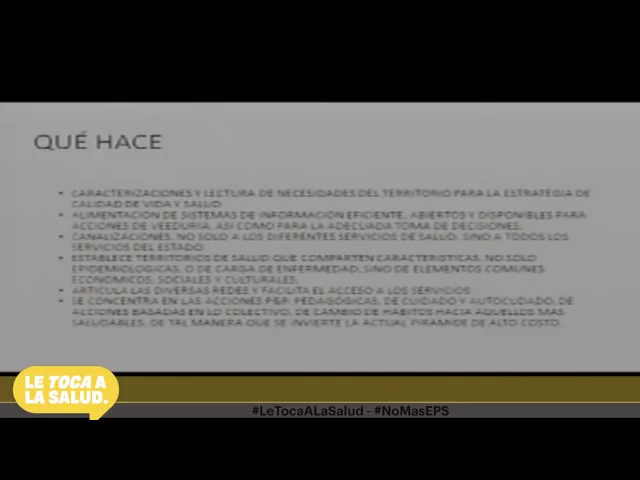 QUÉ HACE
• CARACTERIZACIONES Y LECTURA DE NECESIDADES DEL TERRITORIO PARA LA ESTRATEGIA DE
CALIDAD DE VIDA Y SALUD
• ALIMENTACIÓN DE SISTEMAS DE INFORMACIÓN EFICIENTE, ABIERTOS Y DISPONIBLES PARA
ACCIONES DE VEEDURÍA, ASÍ COMO PARA LA ADECUADA TOMA DE DECISIONES.
• CANALIZACIONES, NO SOLO A LOS DIFERENTES SERVICIOS DE SALUD, SINO A TODOS LOS
SERVICIOS DEL ESTADO
• ESTABLECE TERRITORIOS DE SALUD QUE COMPARTEN CARACTERÍSTICAS, NO SOLO
EPIDEMIOLÓGICAS, O DE CARGA DE ENFERMEDAD, SINO DE ELEMENTOS COMUNES
ECONÓMICOS, SOCIALES Y CULTURALES.
• ARTICULA LAS DIVERSAS REDES Y FACILITA EL ACCESO A LOS SERVICIOS
• SE CONCENTRA EN LAS ACCIONES P&P, PEDAGÓGICAS, DE CUIDADO Y AUTOCUIDADO, DE
ACCIONES BASADAS EN LO COLECTIVO, DE CAMBIO DE HÁBITOS HACIA AQUELLOS MÁS
SALUDABLES, DE TAL MANERA QUE SE INVIERTE LA ACTUAL PIRÁMIDE DE ALTO COSTO.
LE TOCA A
LA SALUD.
#LeTocaALaSalud - #NoMasEPS